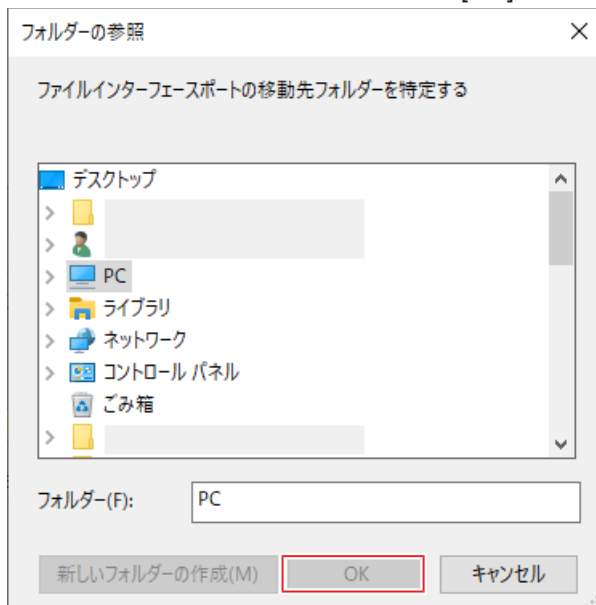 フォルダーの参照
ファイルインターフェースポートの移動先フォルダーを特定する
デスクトップ
PC
ライブラリ
ネットワーク
コントロール パネル
ごみ箱
フォルダー(F): PC
新しいフォルダーの作成(M) OK キャンセル